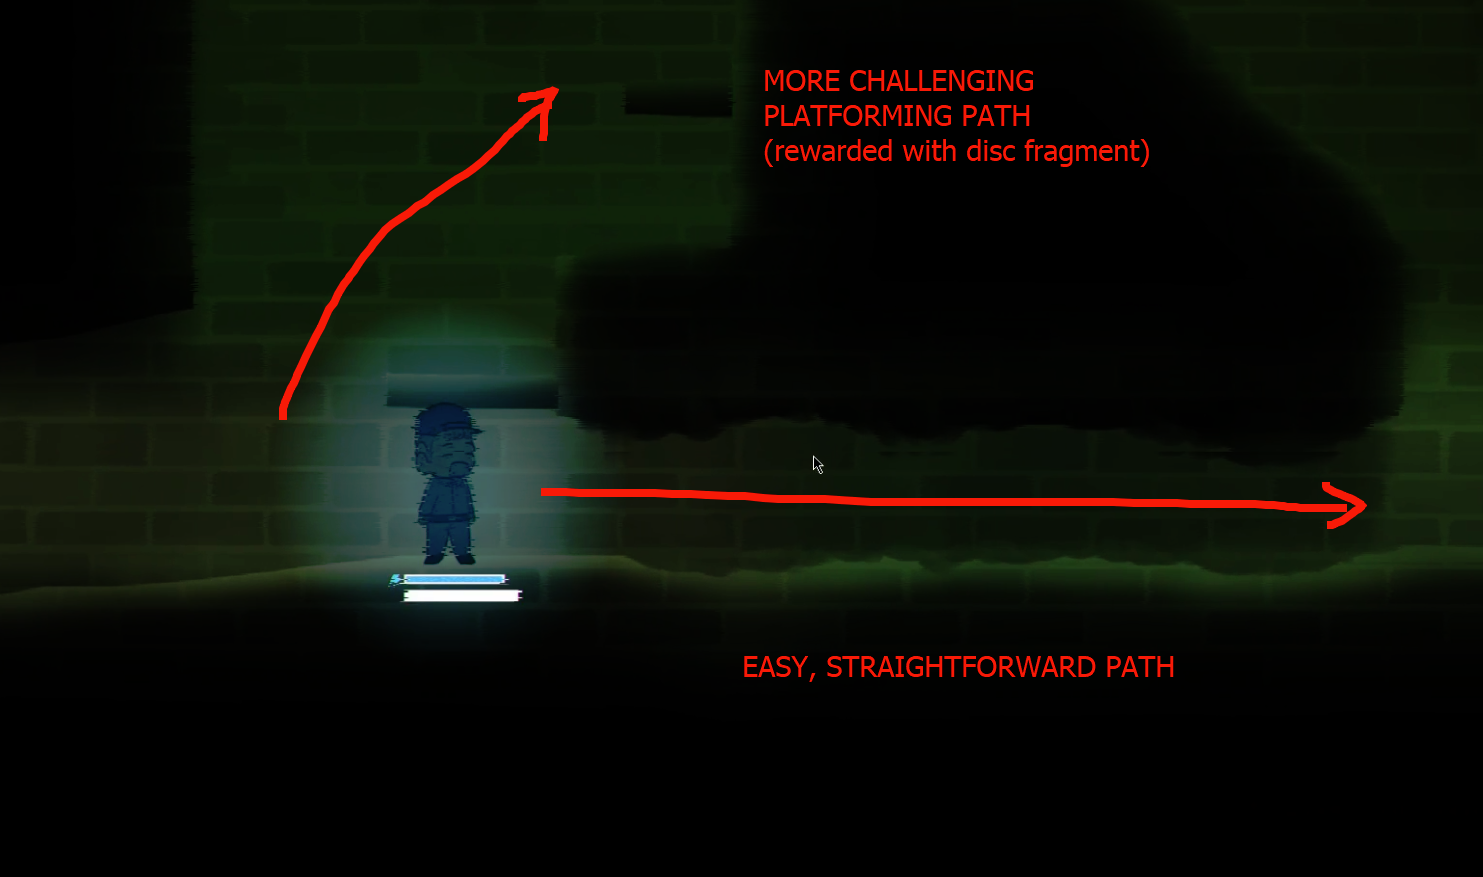 MORE CHALLENGING
PLATFORMING PATH
(rewarded with disc fragment)
EASY, STRAIGHTFORWARD PATH